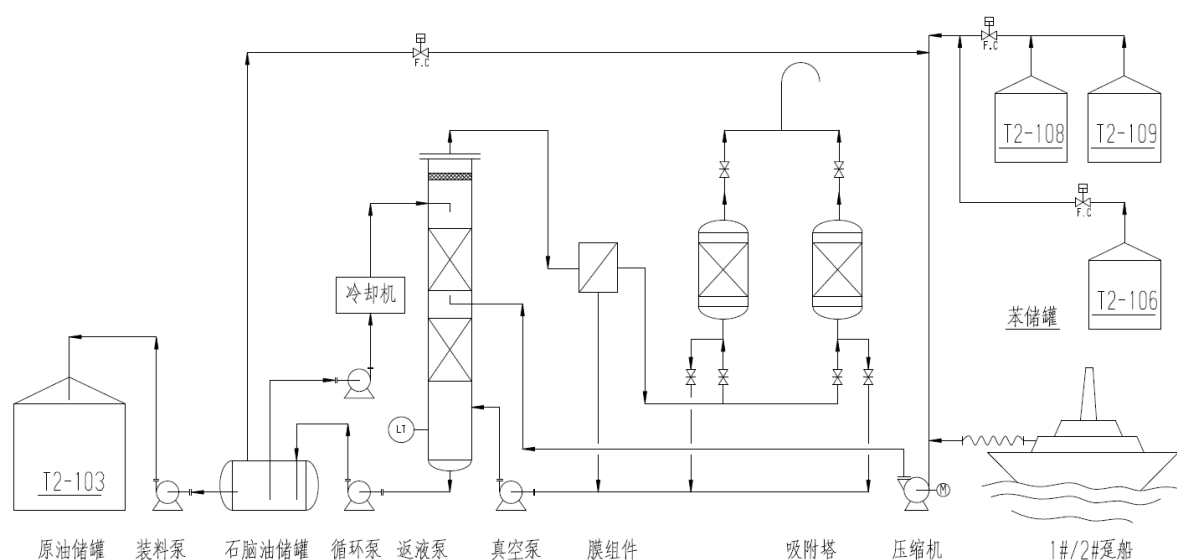 F.C
F.C
T2-108
T2-109
F.C
T2-106
苯储罐
冷却机
LT
T2-103
M
原油储罐
装料泵
石脑油储罐
循环泵
返液泵
真空泵
膜组件
吸附塔
压缩机
1#/2#趸船